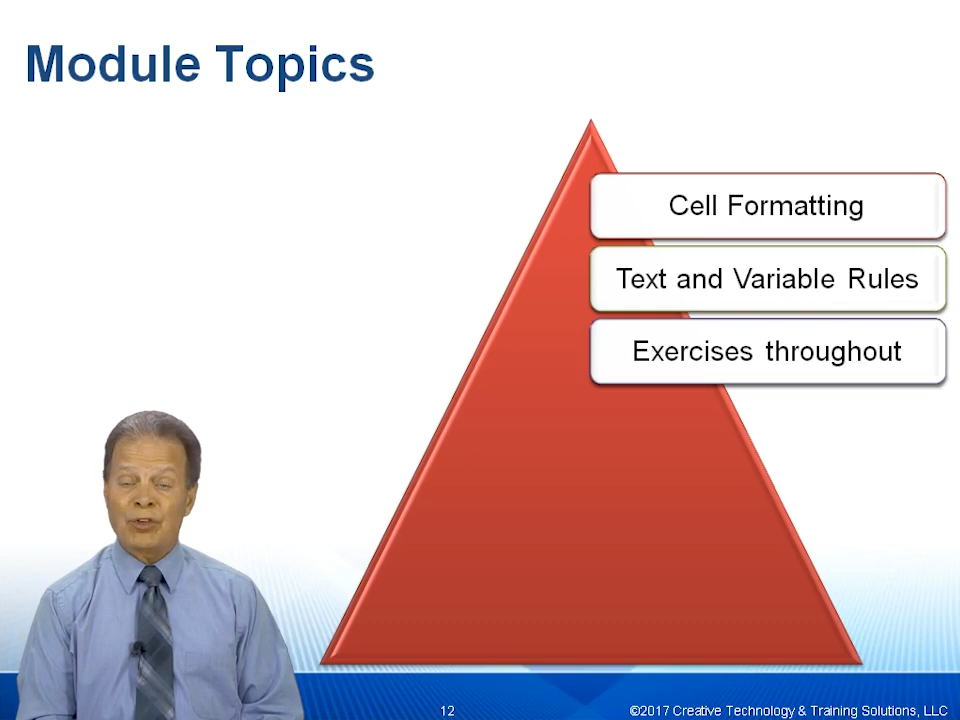 Module Topics
Cell Formatting
Text and Variable Rules
Exercises throughout
12
©2017 Creative Technology & Training Solutions, LLC